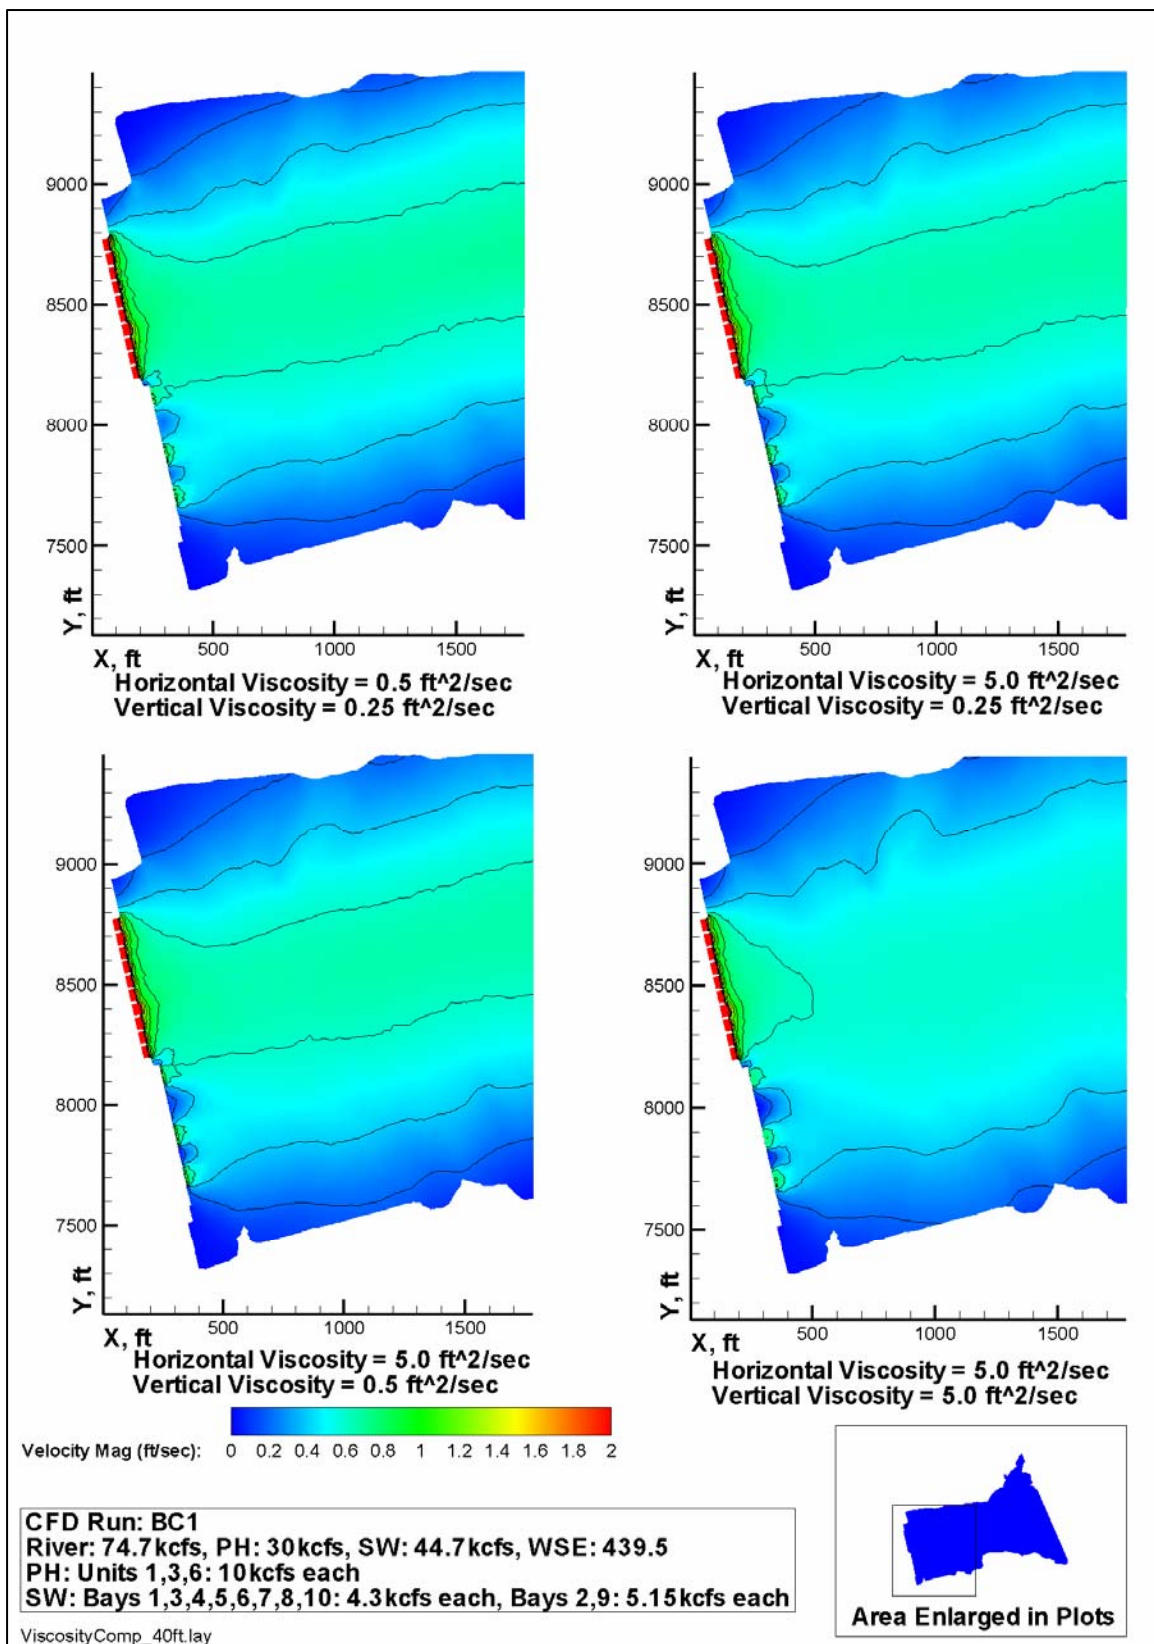 9000
8500
8000
7500
Y, ft
500 1000 1500
X, ft
Horizontal Viscosity = 0.5 ft^2/sec
Vertical Viscosity = 0.25 ft^2/sec
9000
8500
8000
7500
Y, ft
500 1000 1500
X, ft
Horizontal Viscosity = 5.0 ft^2/sec
Vertical Viscosity = 0.25 ft^2/sec
9000
8500
8000
7500
Y, ft
500 1000 1500
X, ft
Horizontal Viscosity = 5.0 ft^2/sec
Vertical Viscosity = 0.5 ft^2/sec
9000
8500
8000
7500
Y, ft
500 1000 1500
X, ft
Horizontal Viscosity = 5.0 ft^2/sec
Vertical Viscosity = 5.0 ft^2/sec
Velocity Mag (ft/sec): 0 0.2 0.4 0.6 0.8 1 1.2 1.4 1.6 1.8 2
CFD Run: BC1
River: 74.7kcfs, PH: 30kcfs, SW: 44.7kcfs, WSE: 439.5
PH: Units 1,3,6: 10kcfs each
SW: Bays 1,3,4,5,6,7,8,10: 4.3kcfs each, Bays 2,9: 5.15kcfs each
Area Enlarged in Plots
ViscosityComp_40ft.lay